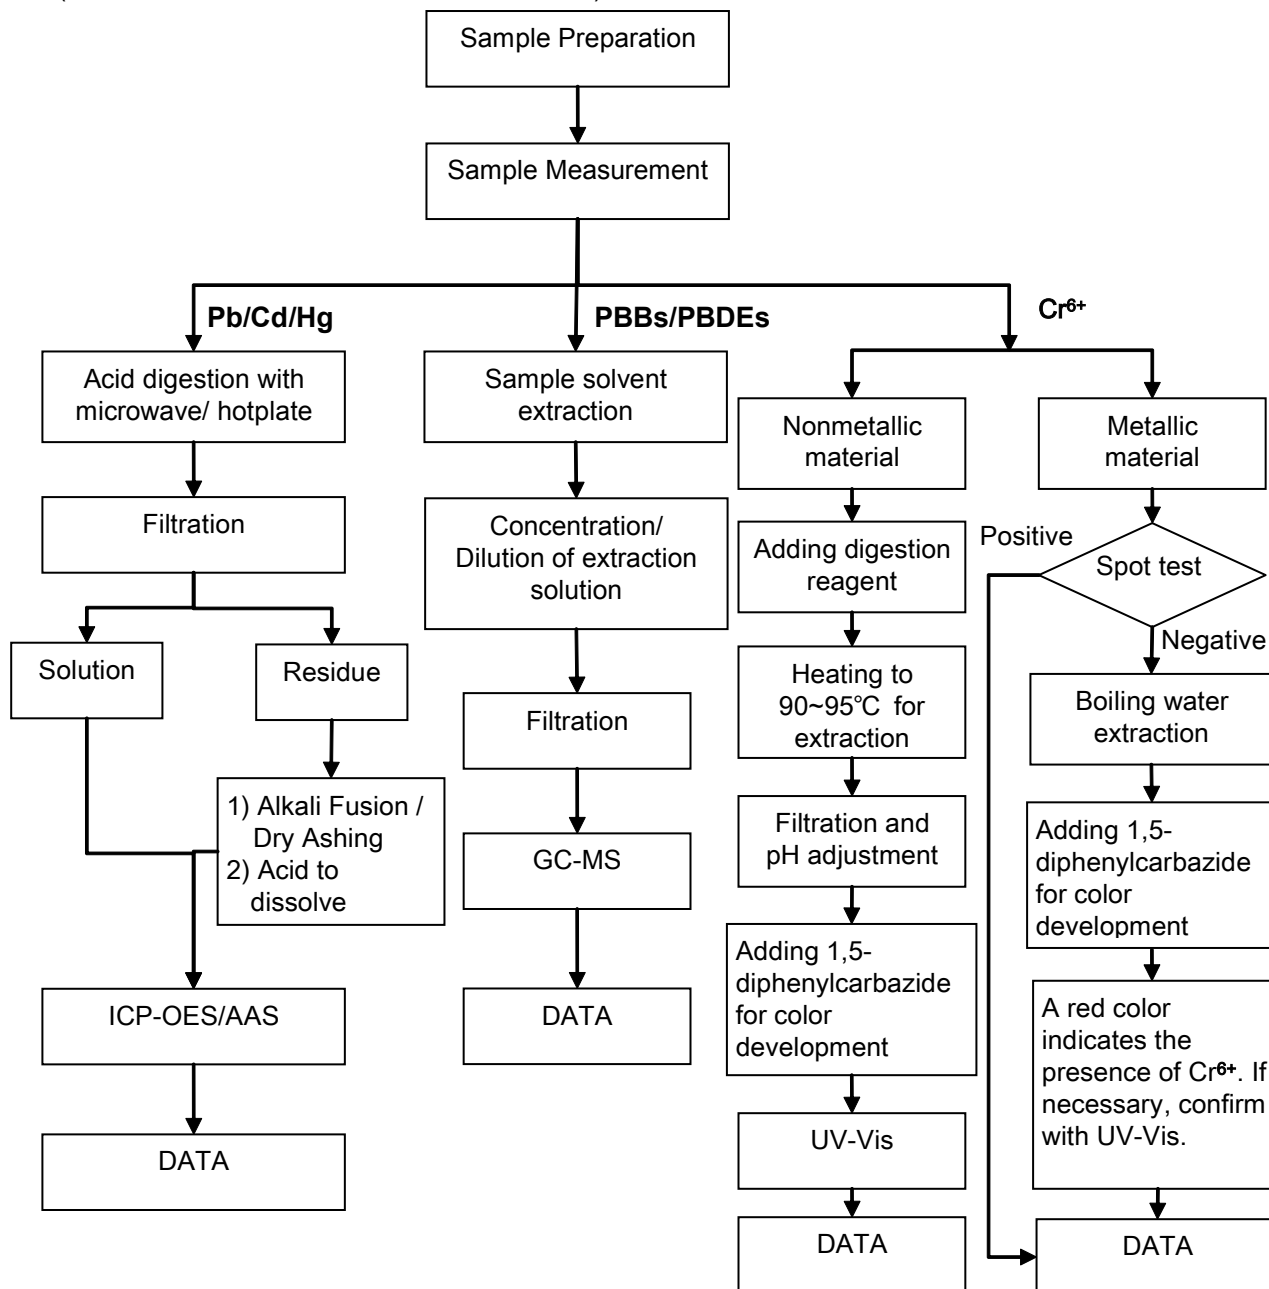 Sample Preparation
Sample Measurement
Pb/Cd/Hg
PBBs/PBDEs
Cr⁶⁺
Acid digestion with
microwave/ hotplate
Filtration
Solution
Residue
1) Alkali Fusion /
Dry Ashing
2) Acid to
dissolve
ICP-OES/AAS
DATA
Sample solvent
extraction
Concentration/
Dilution of extraction
solution
Filtration
GC-MS
DATA
Nonmetallic
material
Adding digestion
reagent
Heating to
90~95℃ for
extraction
Filtration and
pH adjustment
Adding 1,5-
diphenylcarbazide
for color
development
UV-Vis
DATA
Metallic
material
Positive
Spot test
Negative
Boiling water
extraction
Adding 1,5-
diphenylcarbazide
for color
development
A red color
indicates the
presence of Cr⁶⁺. If
necessary, confirm
with UV-Vis.
DATA